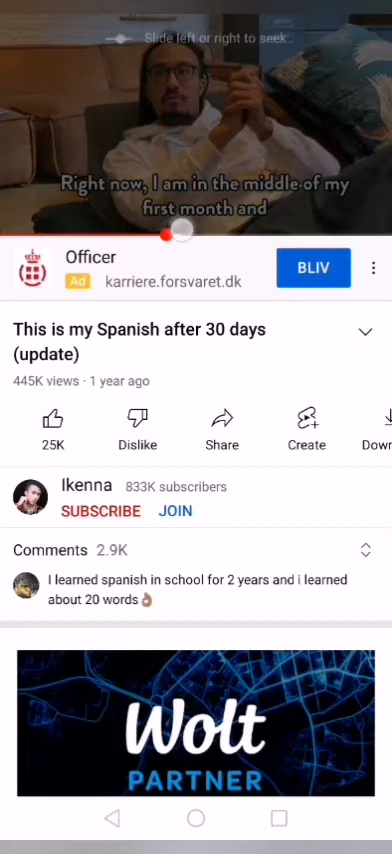 Slide left or right to seek
Right now, I am in the middle of my
first month and
Officer
Ad karriere.forsvaret.dk
BLIV
This is my Spanish after 30 days
(update)
445K views · 1 year ago
25K
Dislike
Share
Create
Down
Ikenna 833K subscribers
SUBSCRIBE JOIN
Comments 2.9K
I learned spanish in school for 2 years and i learned
about 20 words👌🏽
Wolt
PARTNER